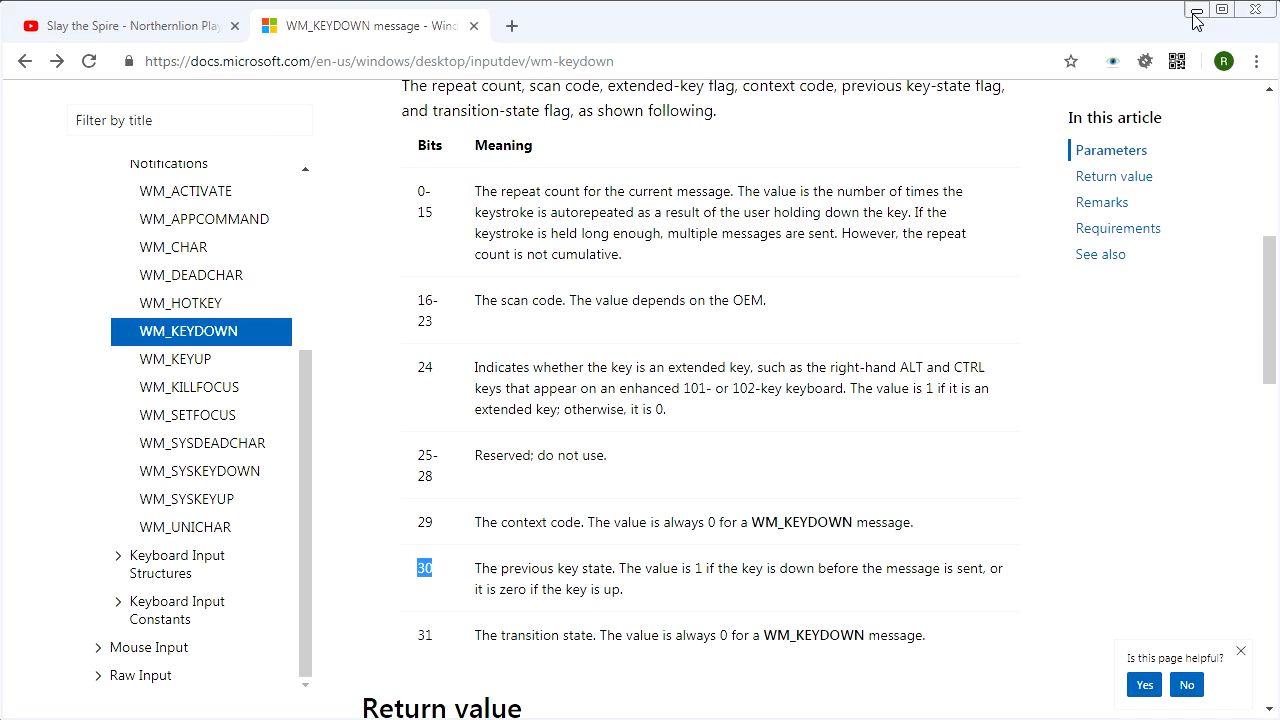 Slay the Spire - Northernlion Play
WM_KEYDOWN message - Wind
https://docs.microsoft.com/en-us/windows/desktop/inputdev/wm-keydown
R
Filter by title
Notifications
WM_ACTIVATE
WM_APPCOMMAND
WM_CHAR
WM_DEADCHAR
WM_HOTKEY
WM_KEYDOWN
WM_KEYUP
WM_KILLFOCUS
WM_SETFOCUS
WM_SYSDEADCHAR
WM_SYSKEYDOWN
WM_SYSKEYUP
WM_UNICHAR
Keyboard Input
Structures
Keyboard Input
Constants
Mouse Input
Raw Input
The repeat count, scan code, extended-key flag, context code, previous key-state flag,
and transition-state flag, as shown following.
Bits Meaning
0- The repeat count for the current message. The value is the number of times the
15 keystroke is autorepeated as a result of the user holding down the key. If the
keystroke is held long enough, multiple messages are sent. However, the repeat
count is not cumulative.
16- The scan code. The value depends on the OEM.
23
24 Indicates whether the key is an extended key, such as the right-hand ALT and CTRL
keys that appear on an enhanced 101- or 102-key keyboard. The value is 1 if it is an
extended key; otherwise, it is 0.
25- Reserved; do not use.
28
29 The context code. The value is always 0 for a WM_KEYDOWN message.
30 The previous key state. The value is 1 if the key is down before the message is sent, or
it is zero if the key is up.
31 The transition state. The value is always 0 for a WM_KEYDOWN message.
Return value
In this article
Parameters
Return value
Remarks
Requirements
See also
Is this page helpful?
Yes No